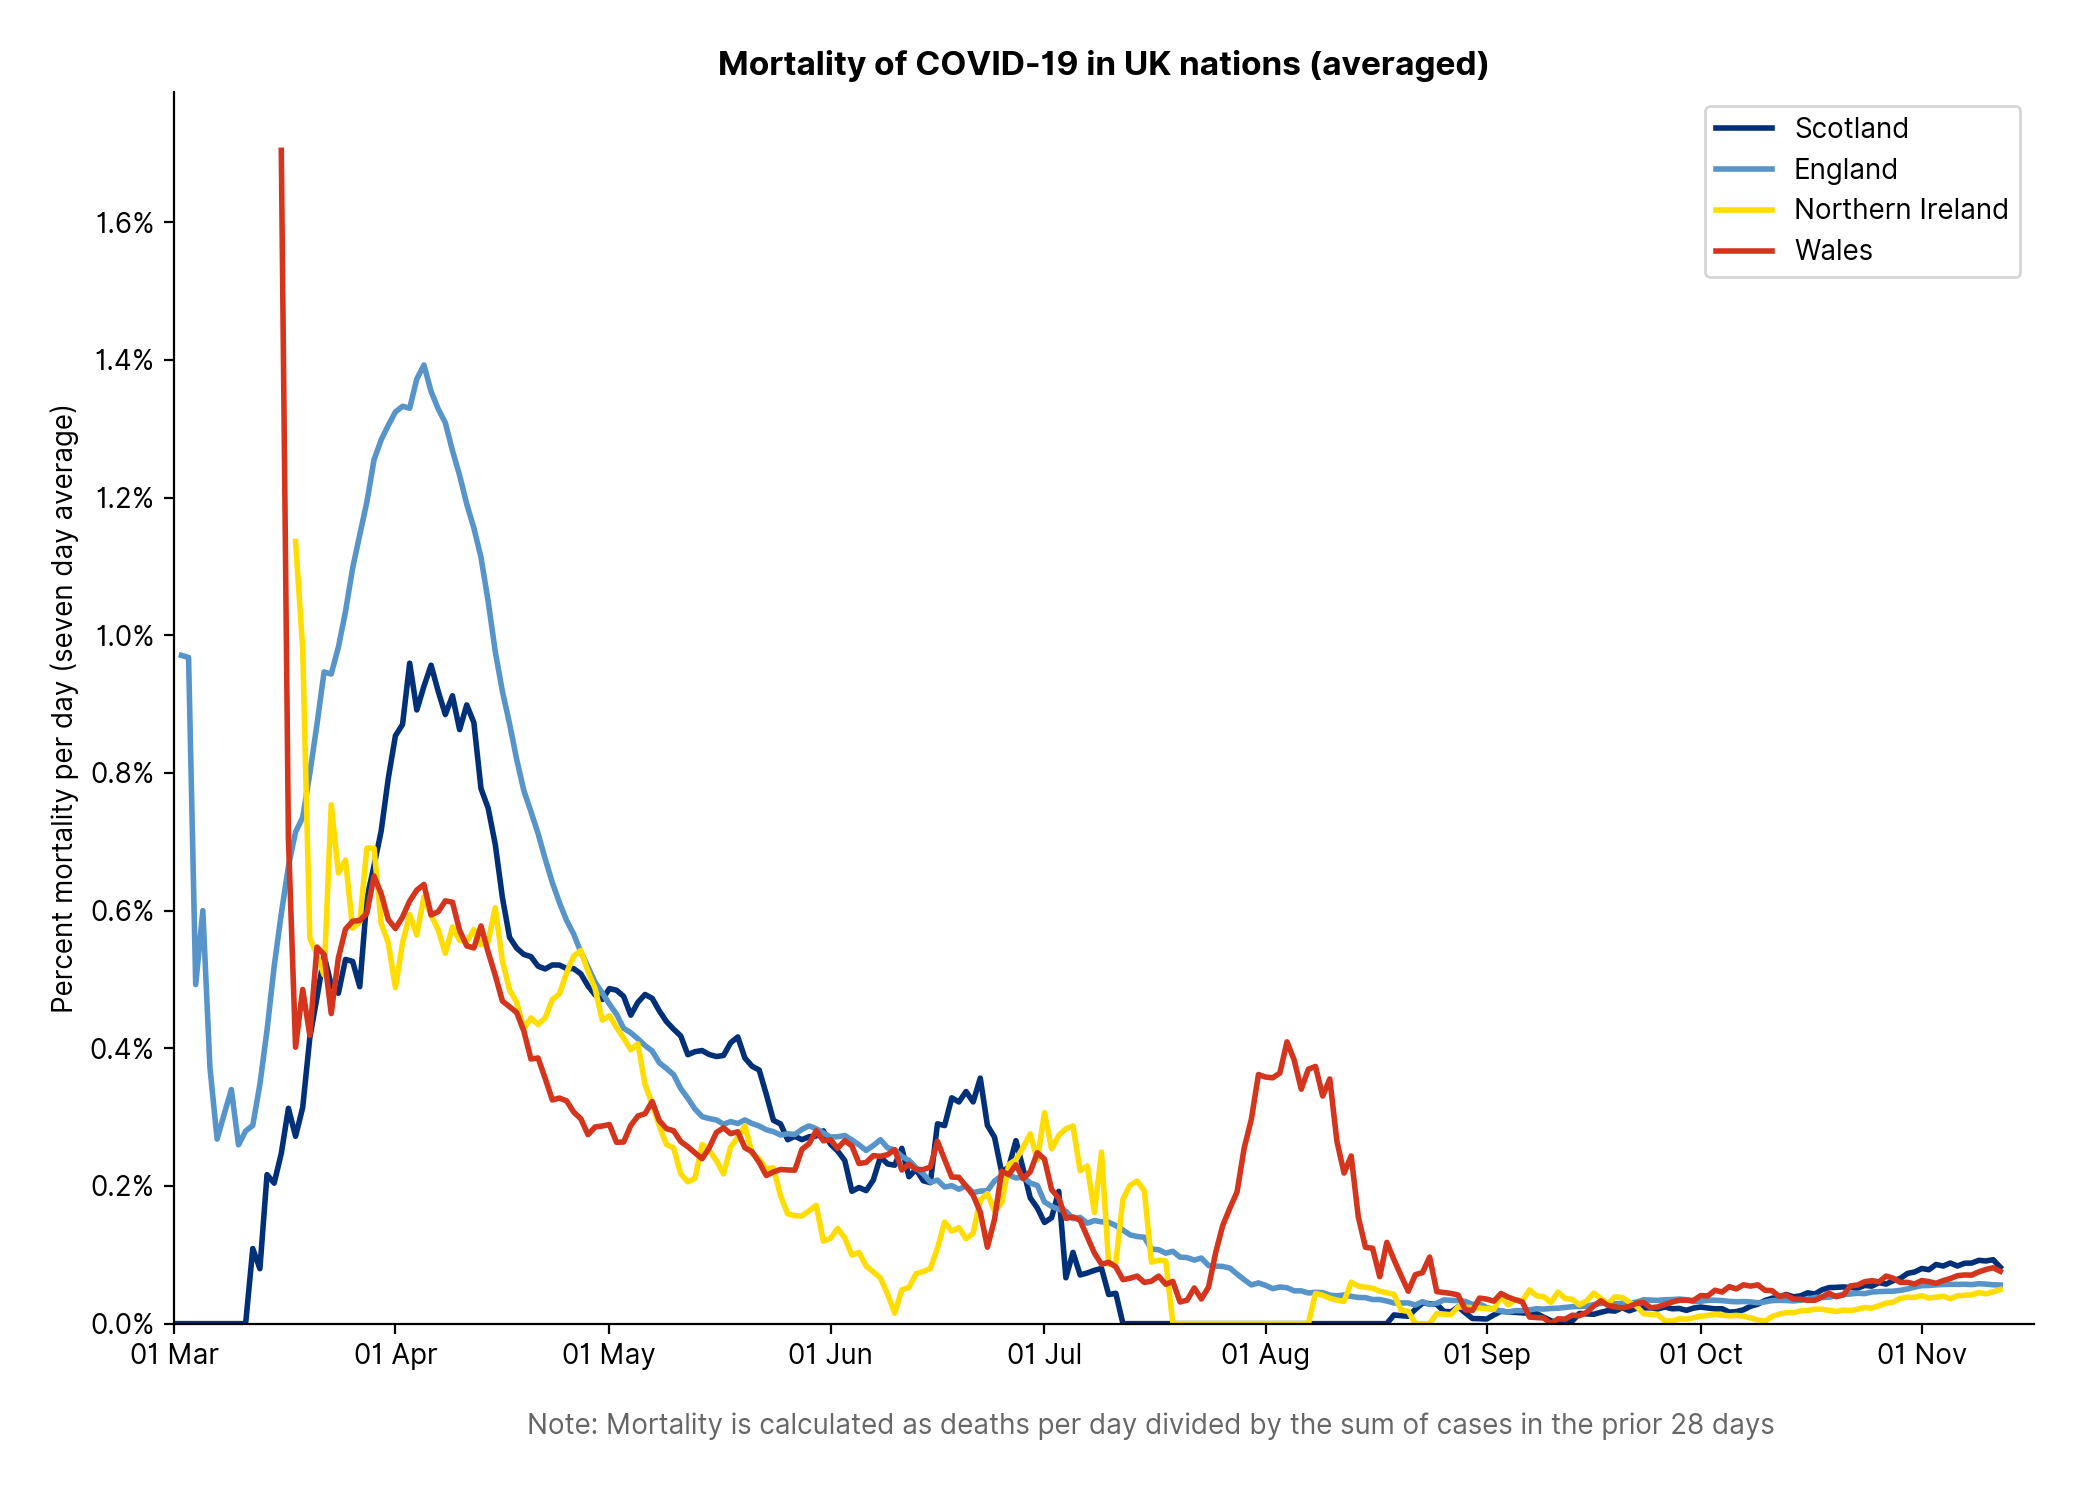 Mortality of COVID-19 in UK nations (averaged)
Scotland
England
Northern Ireland
Wales
Percent mortality per day (seven day average)
1.6%
1.4%
1.2%
1.0%
0.8%
0.6%
0.4%
0.2%
0.0%
01 Mar
01 Apr
01 May
01 Jun
01 Jul
01 Aug
01 Sep
01 Oct
01 Nov
Note: Mortality is calculated as deaths per day divided by the sum of cases in the prior 28 days